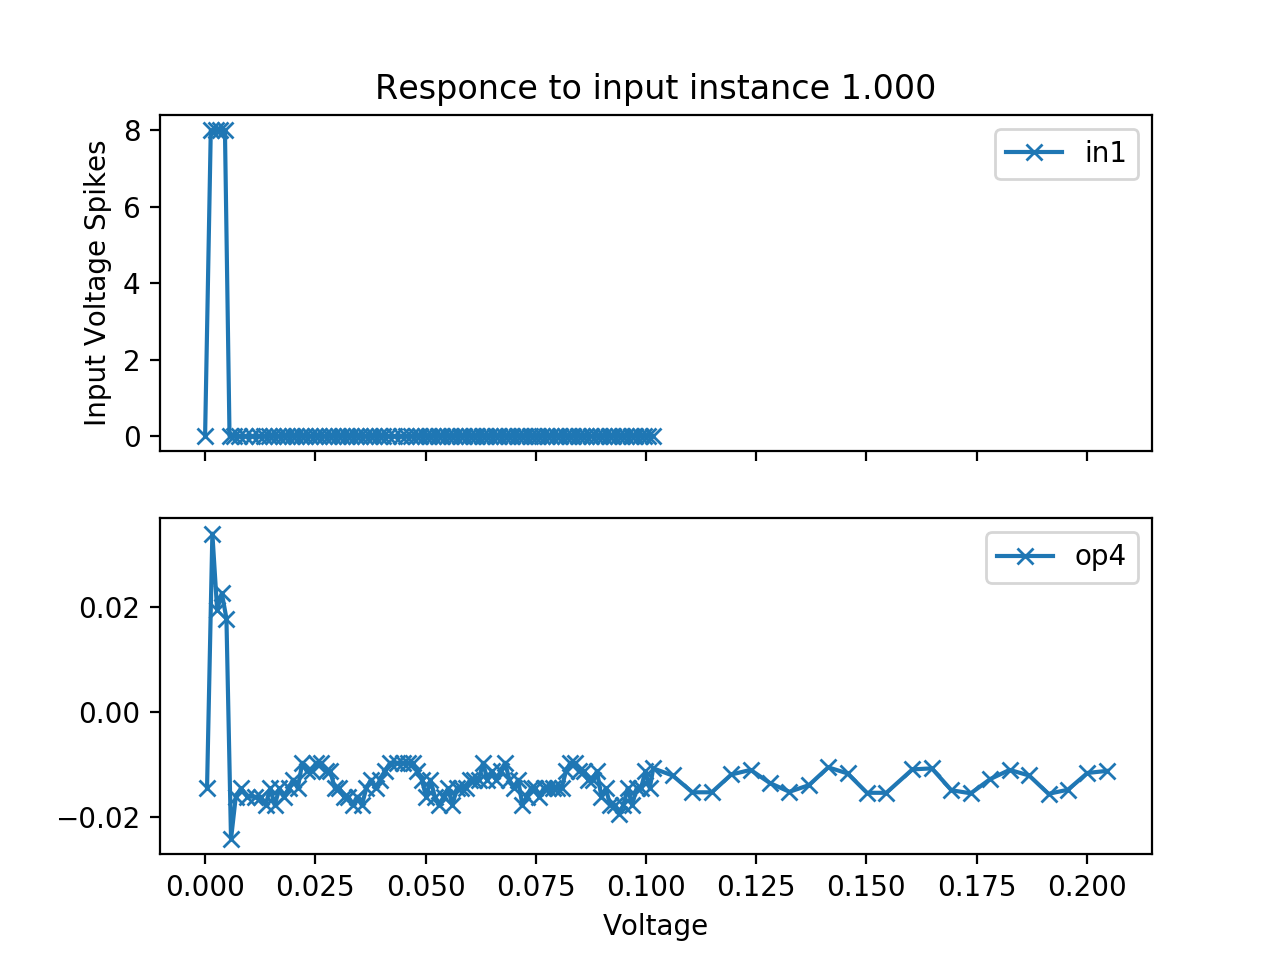 Responce to input instance 1.000
8
6
4
2
0
Input Voltage Spikes
in1
0.02
0.00
−0.02
op4
0.000 0.025 0.050 0.075 0.100 0.125 0.150 0.175 0.200
Voltage